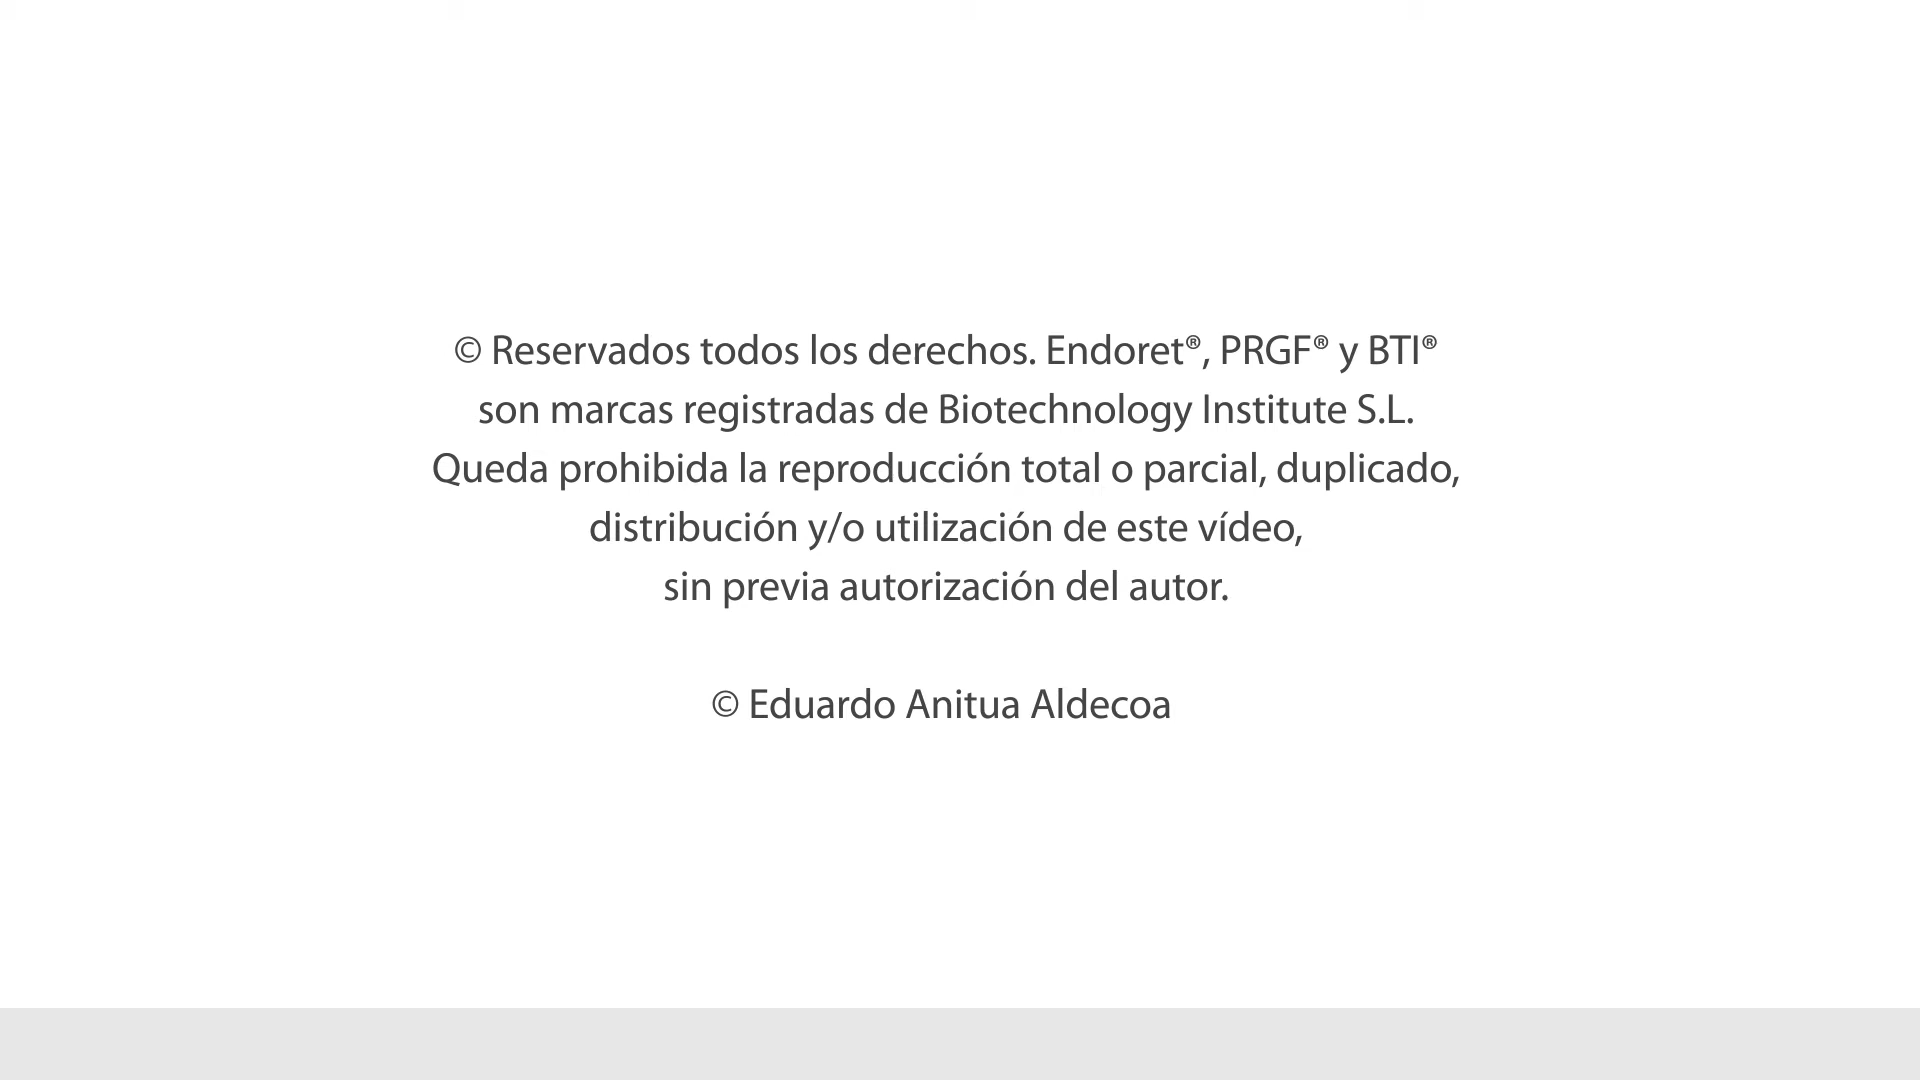 © Reservados todos los derechos. Endoret®, PRGF® y BTI®
son marcas registradas de Biotechnology Institute S.L.
Queda prohibida la reproducción total o parcial, duplicado,
distribución y/o utilización de este vídeo,
sin previa autorización del autor.
© Eduardo Anitua Aldecoa